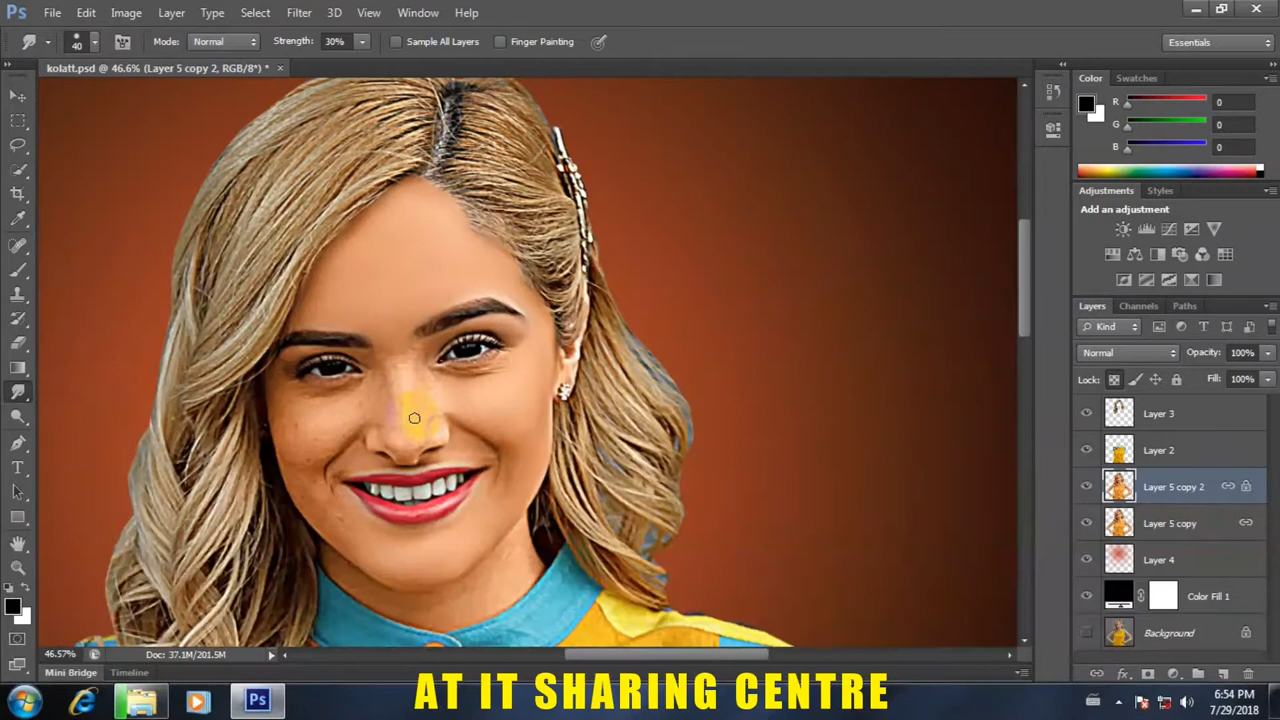 Ps File Edit Image Layer Type Select Filter 3D View Window Help
40 Mode: Normal Strength: 30% Sample All Layers Finger Painting Essentials
kolatt.psd @ 46.6% (Layer 5 copy 2, RGB/8*) *
Color Swatches
R 0
G 0
B 0
Adjustments Styles
Add an adjustment
Layers Channels Paths
Kind
Normal Opacity: 100%
Lock: Fill: 100%
Layer 3
Layer 2
Layer 5 copy 2
Layer 5 copy
Layer 4
Color Fill 1
Background
46.57% Doc: 37.1M/201.5M
Mini Bridge Timeline
AT IT SHARING CENTRE
Ps
6:54 PM
7/29/2018